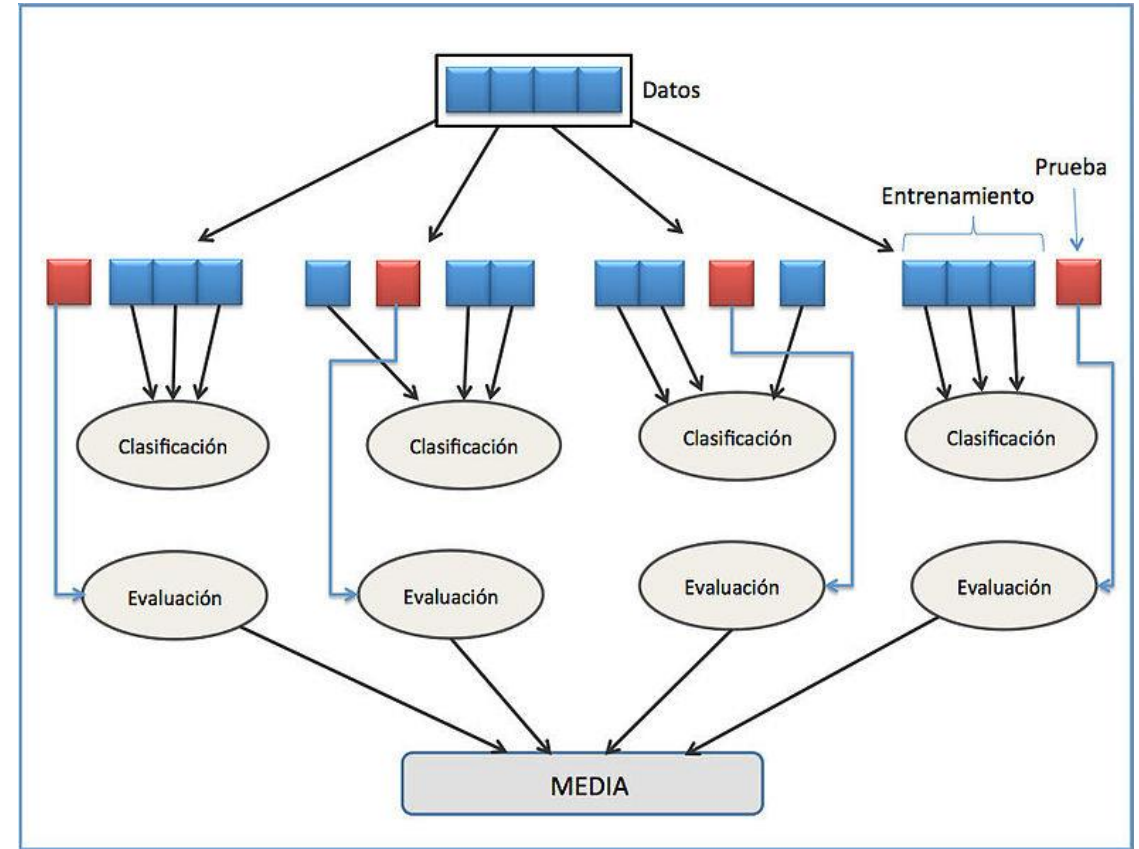 Datos
Prueba
Entrenamiento
Clasificación
Clasificación
Clasificación
Clasificación
Evaluación
Evaluación
Evaluación
Evaluación
MEDIA